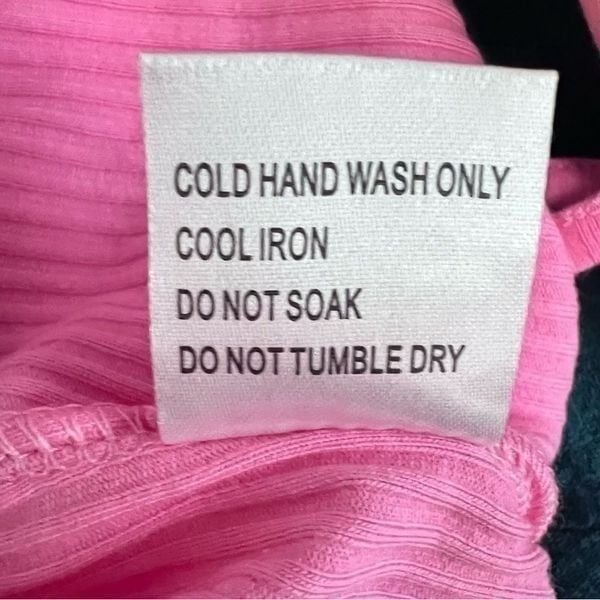 COLD HAND WASH ONLY
COOL IRON
DO NOT SOAK
DO NOT TUMBLE DRY